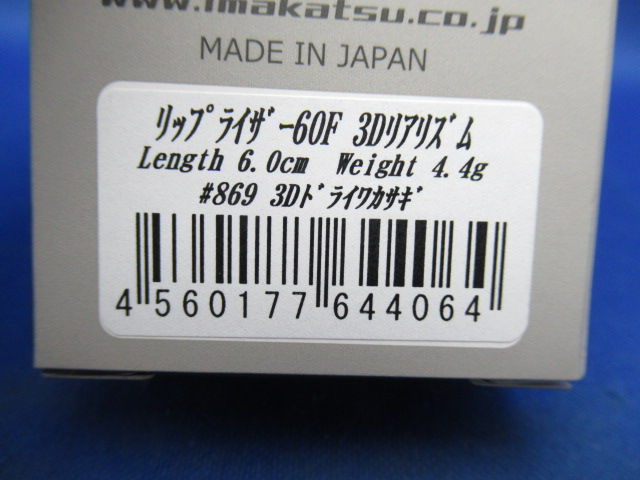 www.imakatsu.co.jp
MADE IN JAPAN
ﾘｯﾌﾟﾗｲｻﾞｰ60F 3Dﾘｱﾘｽﾞﾑ
Length 6.0cm Weight 4.4g
#869 3Dﾄﾞﾗｲﾜｶｻｷﾞ
4 560177 644064